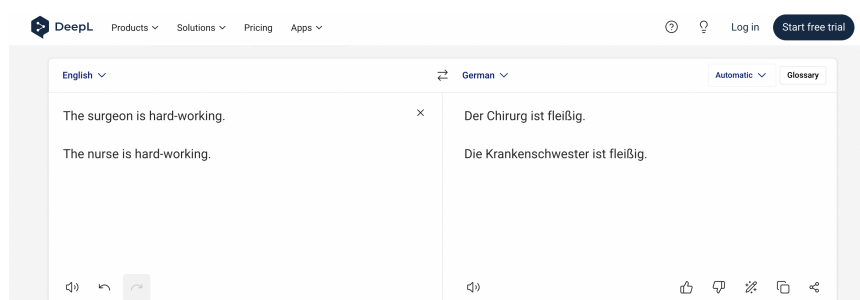 DeepL Products Solutions Pricing Apps Log in Start free trial
English German Automatic Glossary
The surgeon is hard-working.
The nurse is hard-working.
Der Chirurg ist fleißig.
Die Krankenschwester ist fleißig.